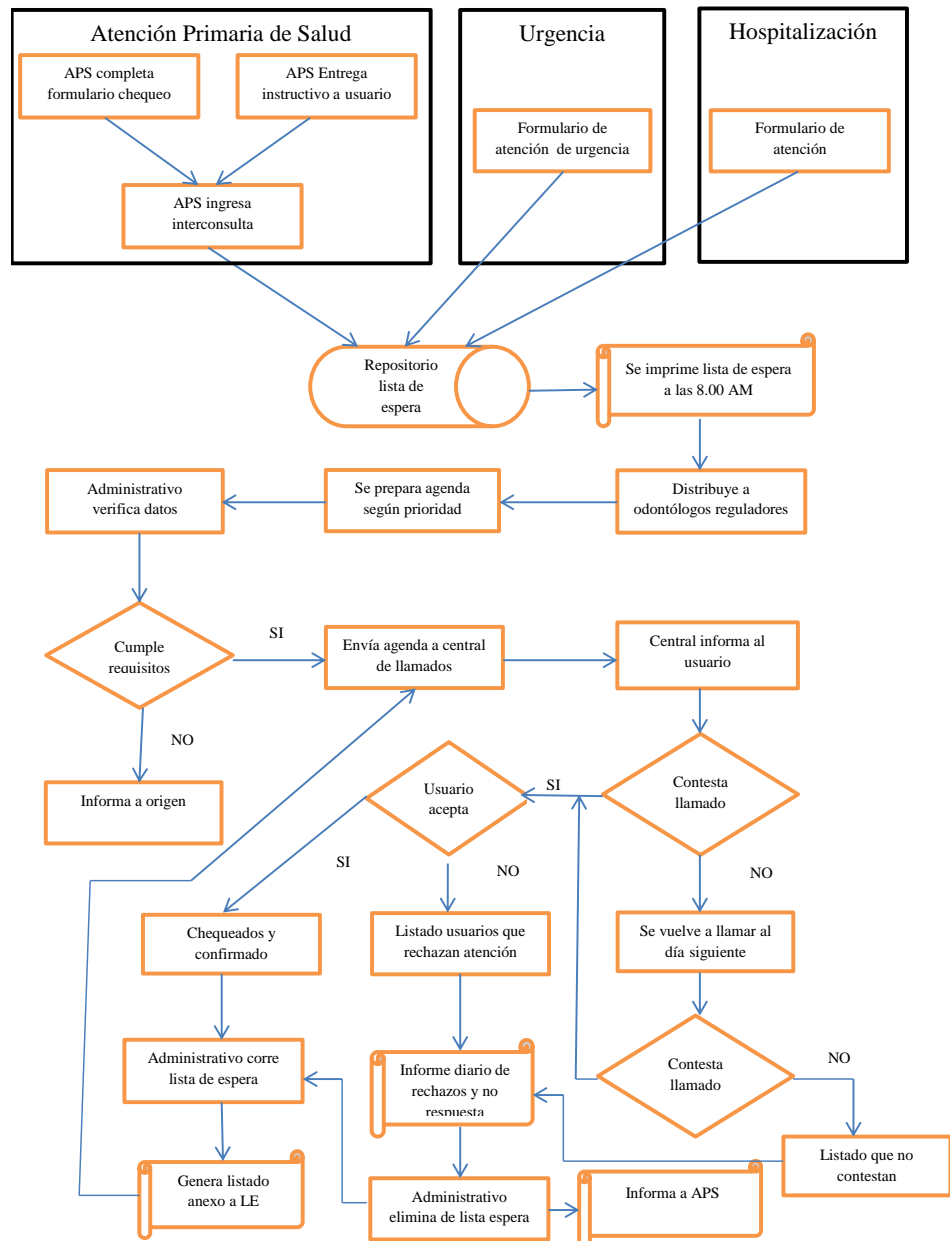 Atención Primaria de Salud
Urgencia
Hospitalización
APS completa
formulario chequeo
APS Entrega
instructivo a usuario
Formulario de
atención de urgencia
Formulario de
atención
APS ingresa
interconsulta
Repositorio
lista de
espera
Se imprime lista de espera
a las 8.00 AM
Administrativo
verifica datos
Se prepara agenda
según prioridad
Distribuye a
odontólogos reguladores
Cumple
requisitos
SI
Envía agenda a central
de llamados
Central informa al
usuario
NO
Informa a origen
Usuario
acepta
SI
Contesta
llamado
SI
NO
NO
Chequeados y
confirmado
Listado usuarios que
rechazan atención
Se vuelve a llamar al
día siguiente
Administrativo corre
lista de espera
Informe diario de
rechazos y no
respuesta
Contesta
llamado
NO
Genera listado
anexo a LE
Administrativo
elimina de lista espera
Informa a APS
Listado que no
contestan